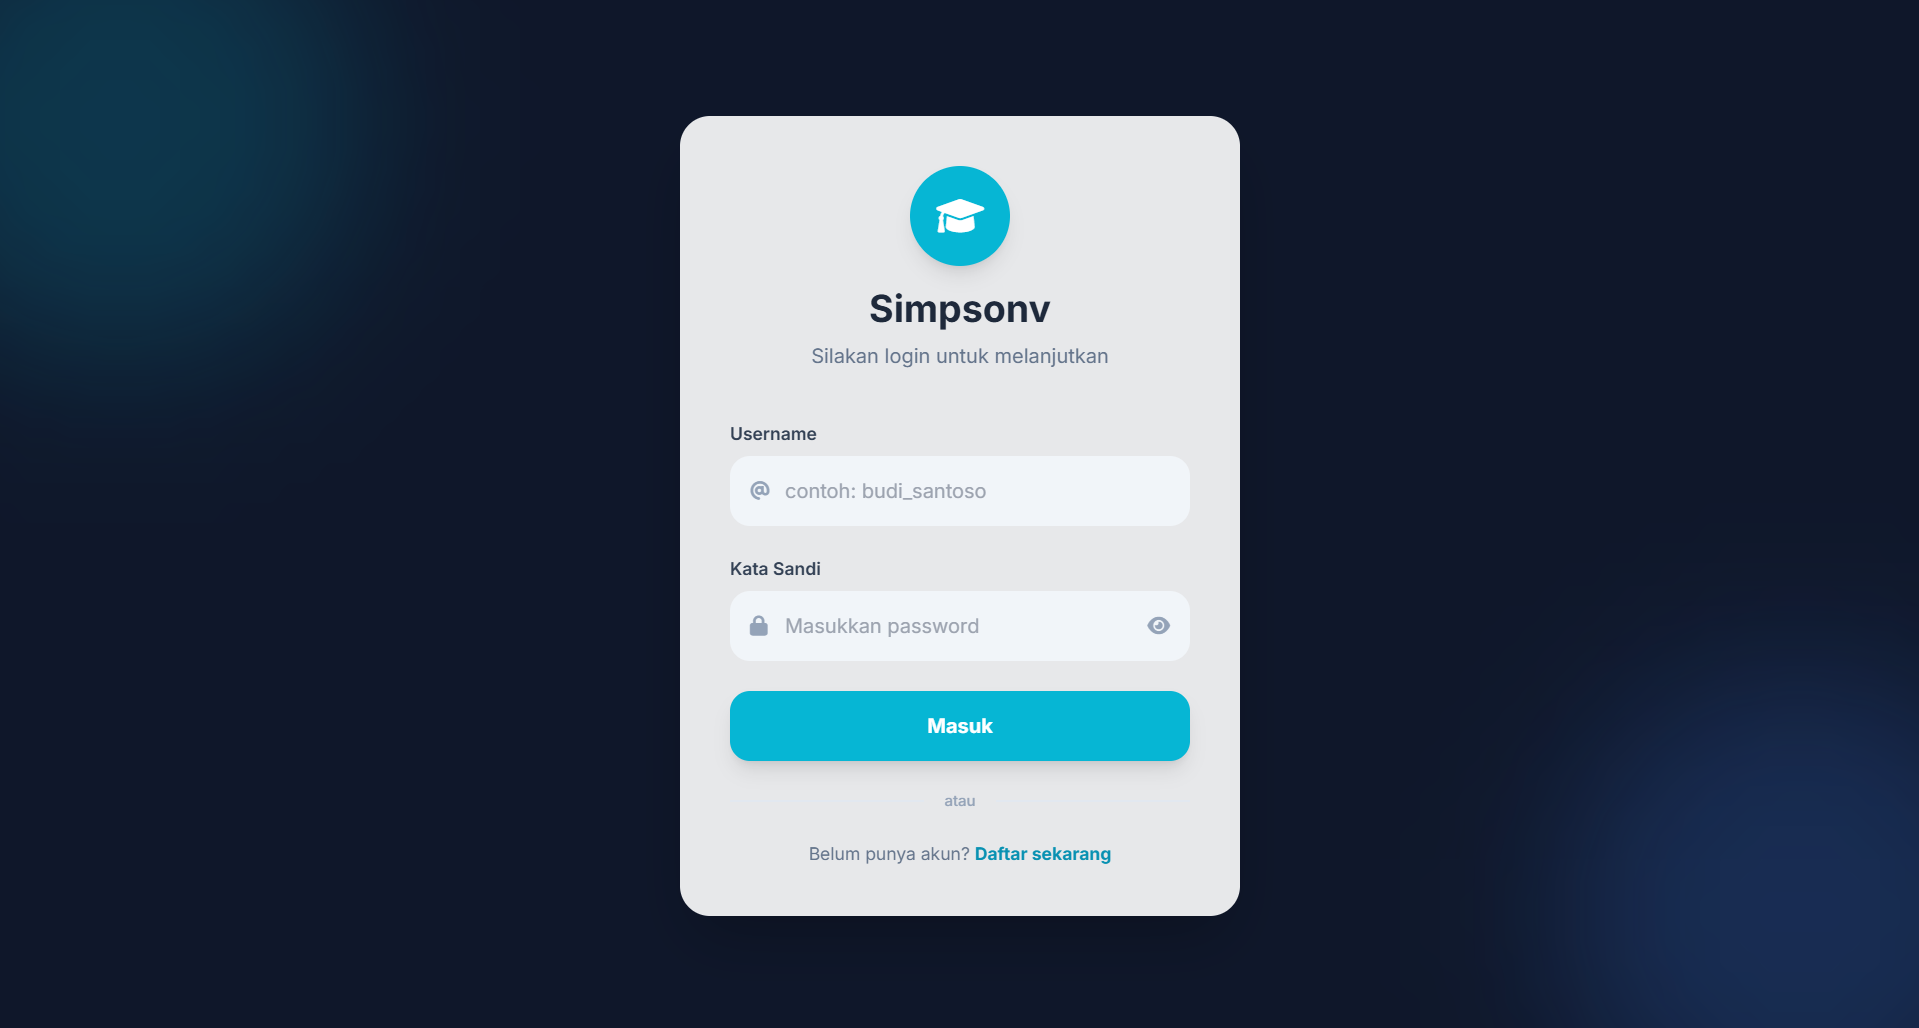 Simpsonv
Silakan login untuk melanjutkan
Username
contoh: budi_santoso
Kata Sandi
Masukkan password
Masuk
atau
Belum punya akun? Daftar sekarang